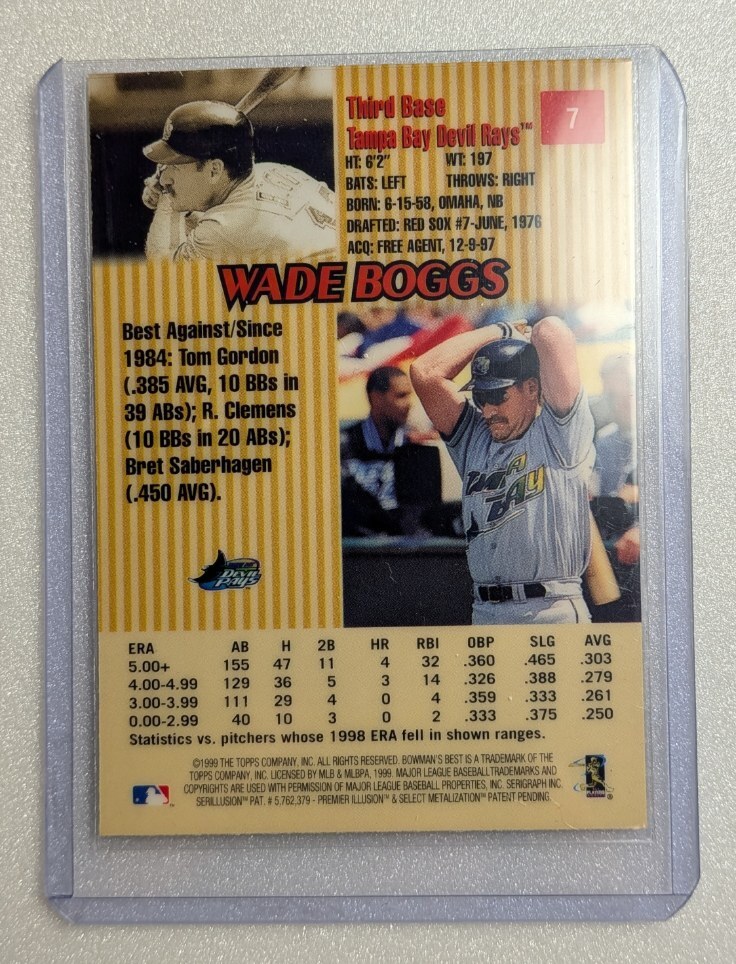 Third Base
Tampa Bay Devil Rays™
7
HT: 6'2" WT: 197
BATS: LEFT THROWS: RIGHT
BORN: 6-15-58, OMAHA, NB
DRAFTED: RED SOX #7-JUNE, 1976
ACQ: FREE AGENT, 12-9-97
WADE BOGGS
Best Against/Since
1984: Tom Gordon
(.385 AVG, 10 BBs in
39 ABs); R. Clemens
(10 BBs in 20 ABs);
Bret Saberhagen
(.450 AVG).
TAMPA
BAY
DEVIL
RAYS
ERA AB H 2B HR RBI OBP SLG AVG
5.00+ 155 47 11 4 32 .360 .465 .303
4.00-4.99 129 36 5 3 14 .326 .388 .279
3.00-3.99 111 29 4 0 4 .359 .333 .261
0.00-2.99 40 10 3 0 2 .333 .375 .250
Statistics vs. pitchers whose 1998 ERA fell in shown ranges.
©1999 THE TOPPS COMPANY, INC. ALL RIGHTS RESERVED. BOWMAN'S BEST IS A TRADEMARK OF THE
TOPPS COMPANY, INC. LICENSED BY MLB & MLBPA, 1999. MAJOR LEAGUE BASEBALL TRADEMARKS AND
COPYRIGHTS ARE USED WITH PERMISSION OF MAJOR LEAGUE BASEBALL PROPERTIES, INC. SERIGRAPH INC.
SERILLUSION™ PAT. # 5,762,379 - PREMIER ILLUSION™ & SELECT METALIZATION™ PATENT PENDING.